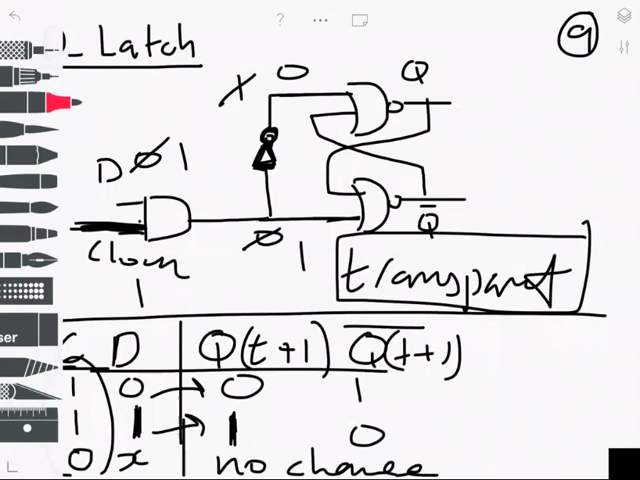 Latch
9
X 0 Q
D 0 1
0 1
Q
Clock
1
transparent
D Q(t+1) Q(t+1)
1 0 → 0 1
1 1 → 1 0
0 x no change